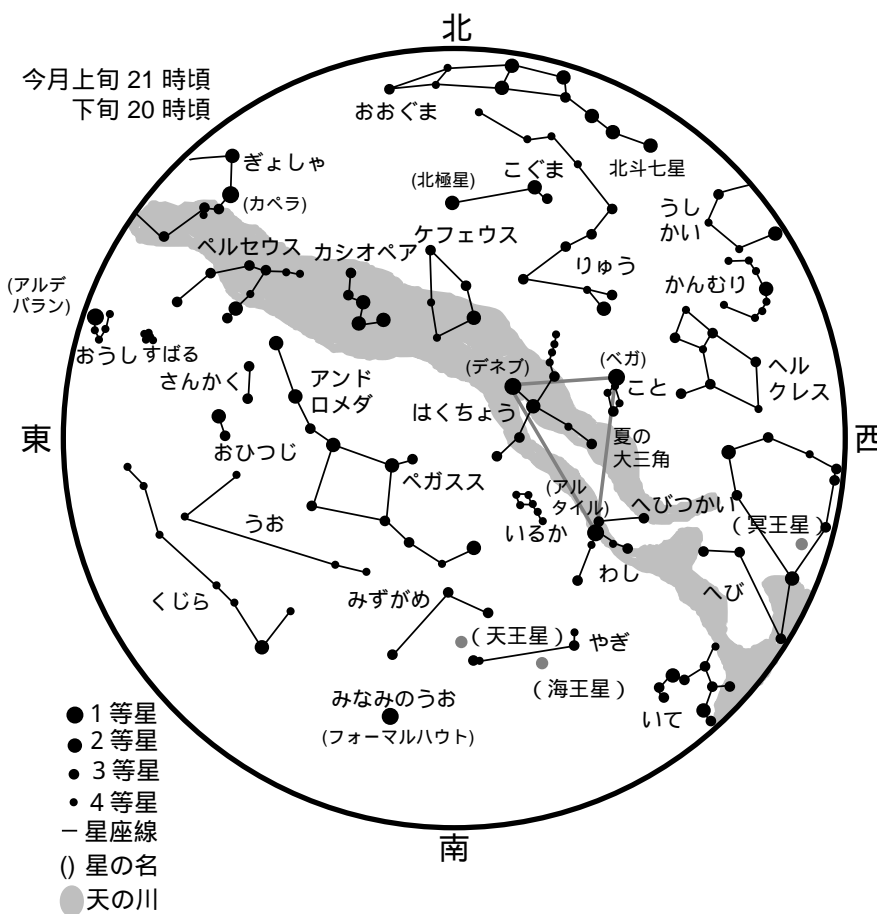 北
今月上旬 21 時頃
下旬 20 時頃
おおぐま
ぎょしゃ
(カペラ)
(北極星)
こぐま
北斗七星
うし
かい
ペルセウス
カシオペア
ケフェウス
りゅう
かんむり
(アルデ
バラン)
おうし
すばる
さんかく
アンド
ロメダ
(デネブ)
(ベガ)
こと
ヘル
クレス
はくちょう
東
西
おひつじ
夏の
大三角
ペガスス
(アル
タイル)
へびつかい
うお
いるか
(冥王星)
わし
へび
くじら
みずがめ
(天王星)
やぎ
(海王星)
みなみのうお
(フォーマルハウト)
いて
南
1 等星
2 等星
3 等星
4 等星
− 星座線
() 星の名
天の川